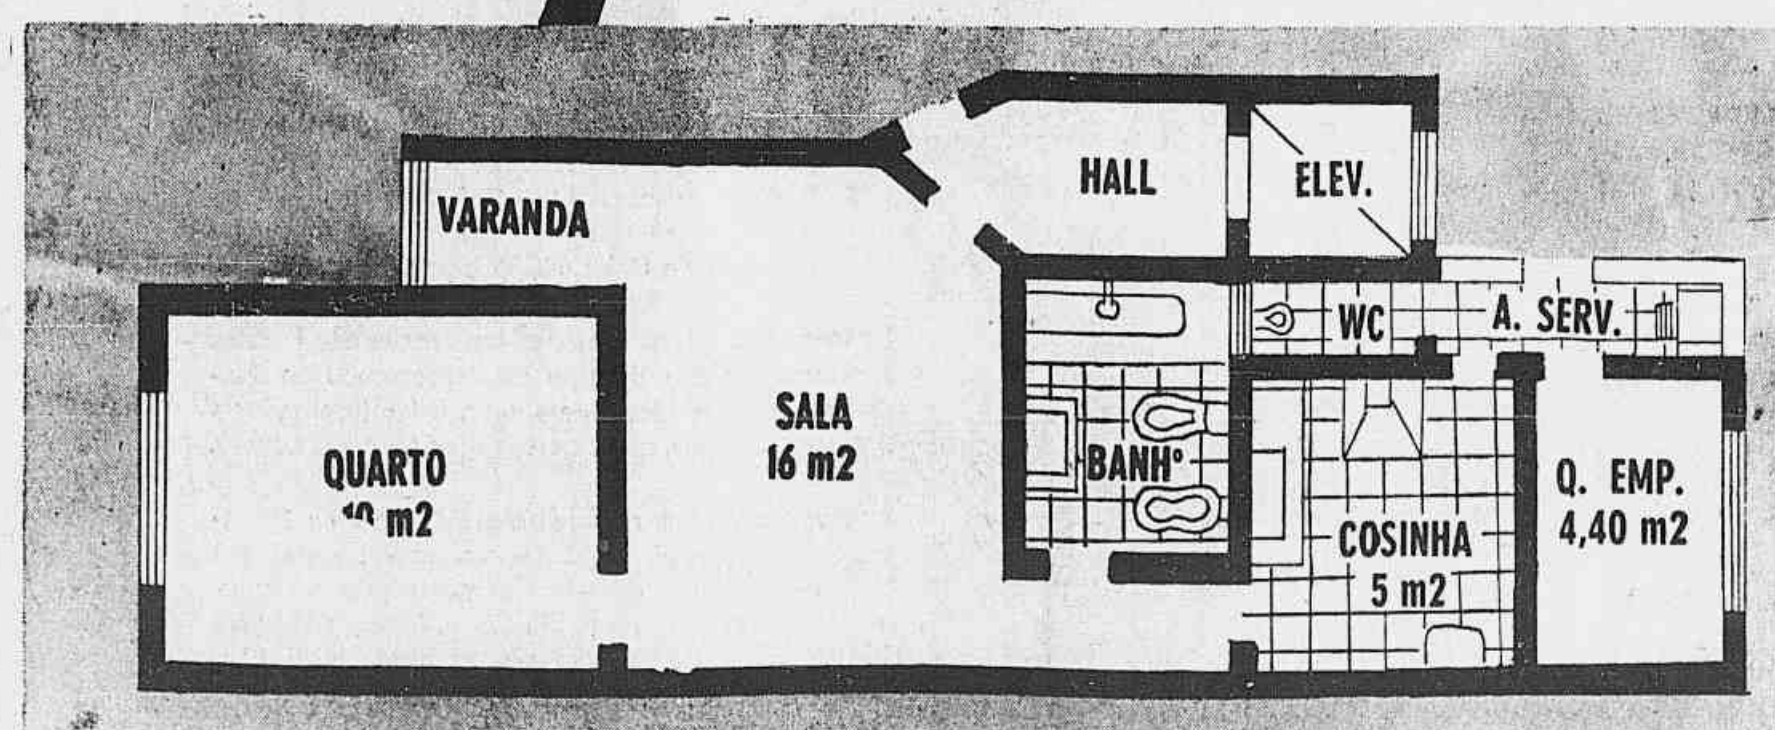 HALL
ELEV.
VARANDA
WC
A. SERV.
SALA
16 m2
QUARTO
m2
BANHº
Q. EMP.
4,40 m2
COSINHA
5 m2